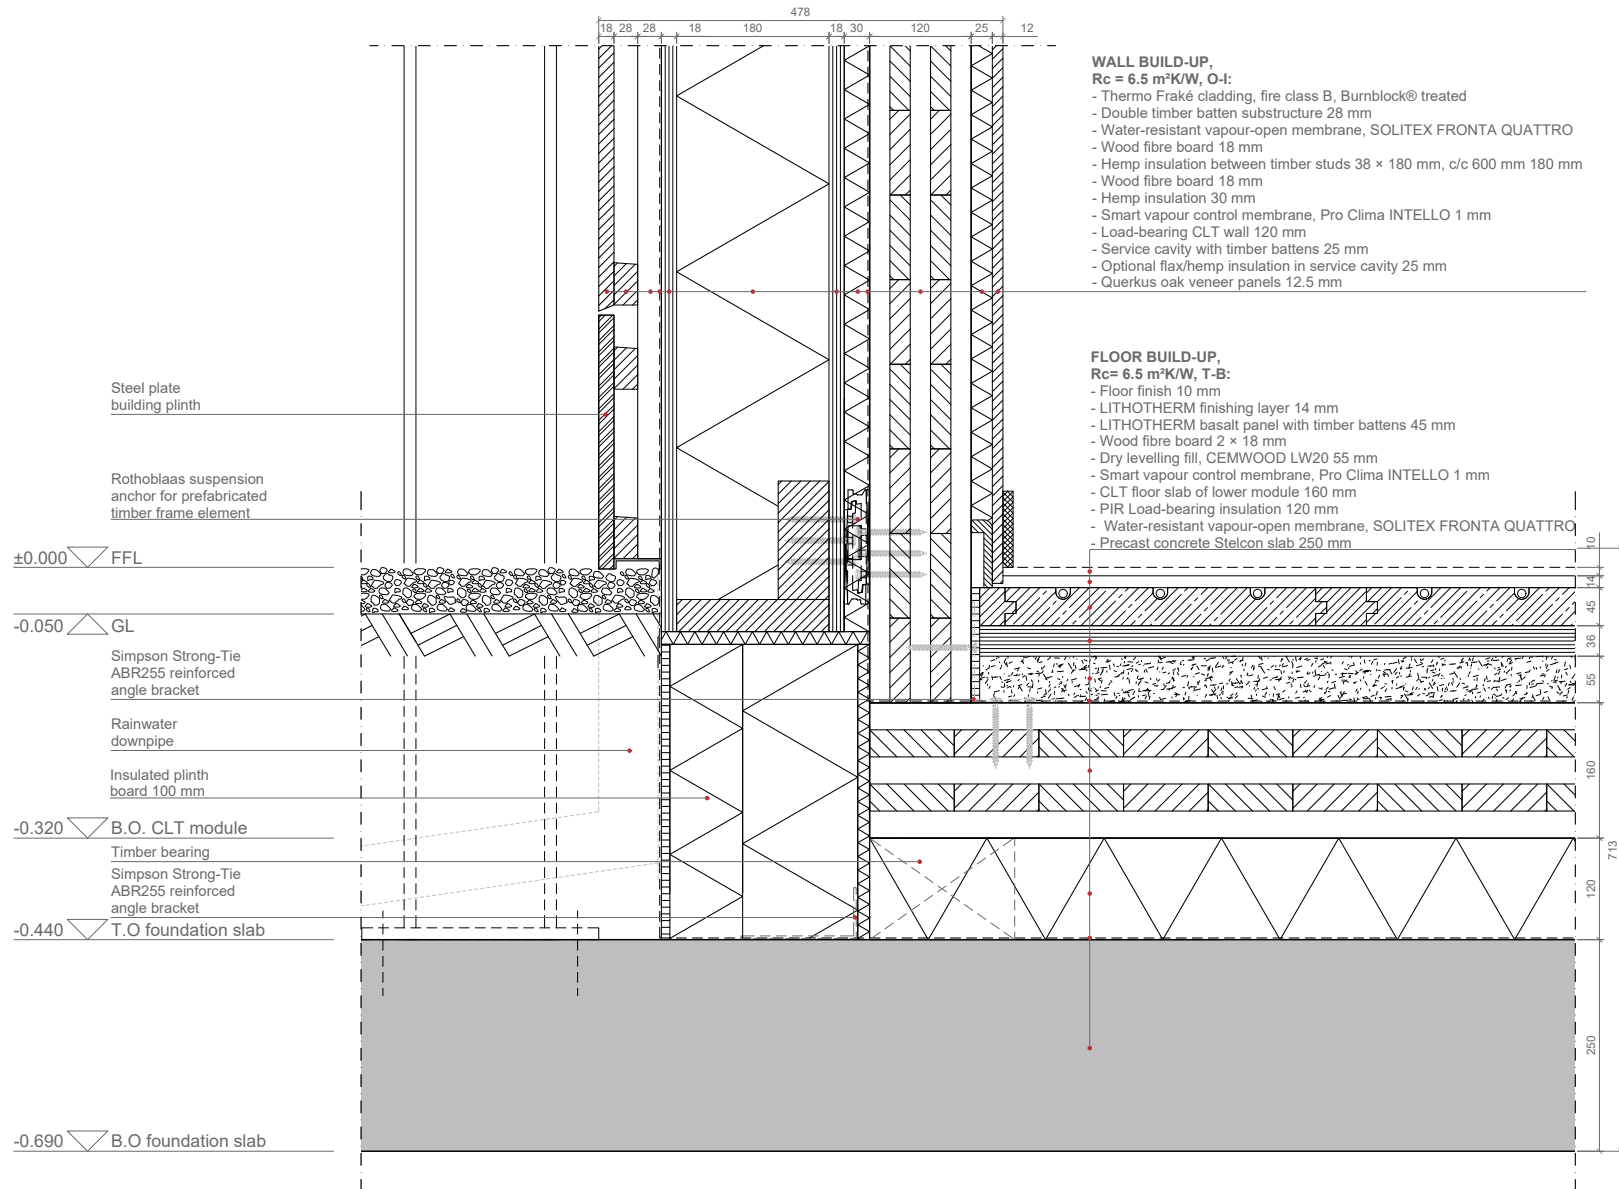 478
18 28 28 18 180 18 30 120 25 12
WALL BUILD-UP,
Rc = 6.5 m²K/W, O-I:
- Thermo Fraké cladding, fire class B, Burnblock® treated
- Double timber batten substructure 28 mm
- Water-resistant vapour-open membrane, SOLITEX FRONTA QUATTRO
- Wood fibre board 18 mm
- Hemp insulation between timber studs 38 × 180 mm, c/c 600 mm 180 mm
- Wood fibre board 18 mm
- Hemp insulation 30 mm
- Smart vapour control membrane, Pro Clima INTELLO 1 mm
- Load-bearing CLT wall 120 mm
- Service cavity with timber battens 25 mm
- Optional flax/hemp insulation in service cavity 25 mm
- Querkus oak veneer panels 12.5 mm
FLOOR BUILD-UP,
Rc= 6.5 m²K/W, T-B:
- Floor finish 10 mm
- LITHOTHERM finishing layer 14 mm
- LITHOTHERM basalt panel with timber battens 45 mm
- Wood fibre board 2 × 18 mm
- Dry levelling fill, CEMWOOD LW20 55 mm
- Smart vapour control membrane, Pro Clima INTELLO 1 mm
- CLT floor slab of lower module 160 mm
- PIR Load-bearing insulation 120 mm
- Water-resistant vapour-open membrane, SOLITEX FRONTA QUATTRO
- Precast concrete Stelcon slab 250 mm
Steel plate
building plinth
Rothoblaas suspension
anchor for prefabricated
timber frame element
±0.000 FFL
-0.050 GL
Simpson Strong-Tie
ABR255 reinforced
angle bracket
Rainwater
downpipe
Insulated plinth
board 100 mm
-0.320 B.O. CLT module
Timber bearing
Simpson Strong-Tie
ABR255 reinforced
angle bracket
-0.440 T.O foundation slab
-0.690 B.O foundation slab
10
14
45
36
55
160
713
120
250